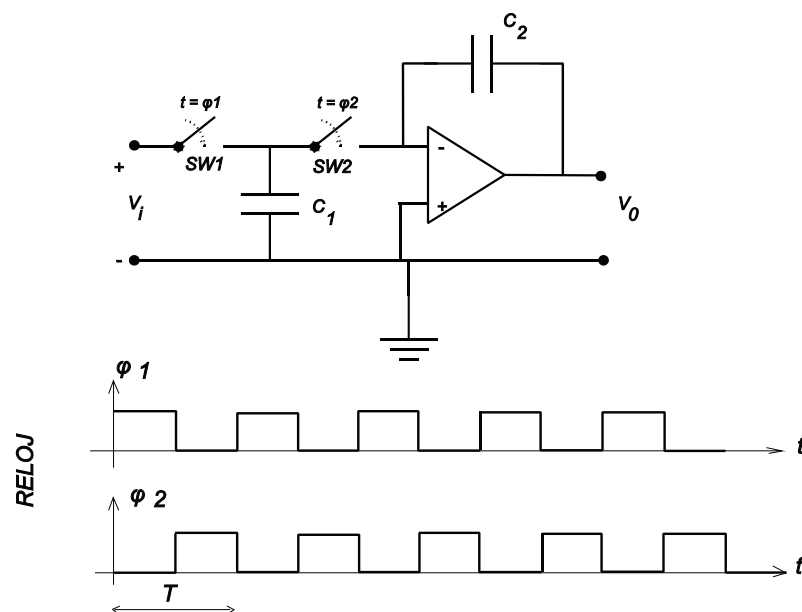 C2
t = φ1
t = φ2
SW1
SW2
+
Vi
-
C1
-
+
V0
φ 1
t
RELOJ
φ 2
t
T